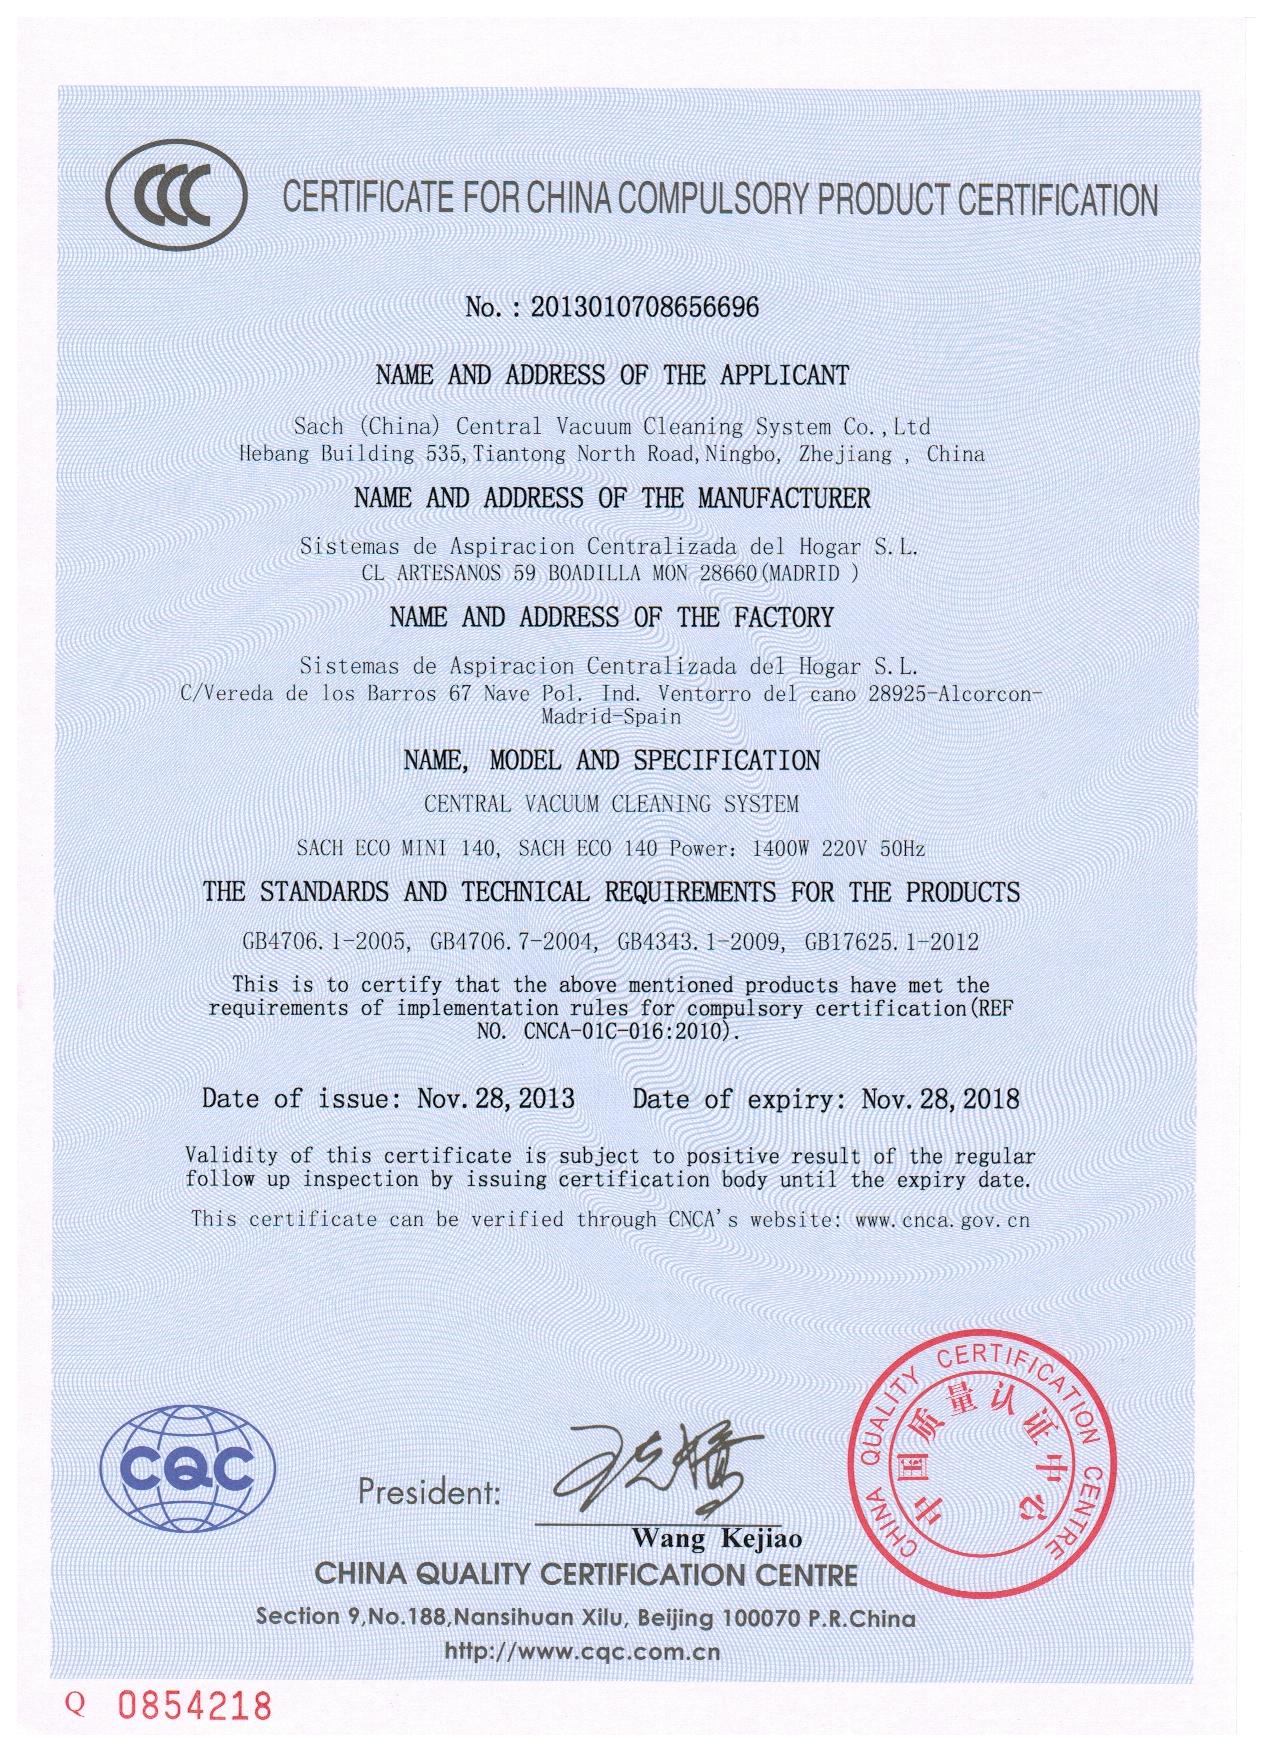 CCC
CERTIFICATE FOR CHINA COMPULSORY PRODUCT CERTIFICATION
No.: 2013010708656696
NAME AND ADDRESS OF THE APPLICANT
Sach (China) Central Vacuum Cleaning System Co.,Ltd
Hebang Building 535,Tiantong North Road,Ningbo, Zhejiang , China
NAME AND ADDRESS OF THE MANUFACTURER
Sistemas de Aspiracion Centralizada del Hogar S.L.
CL ARTESANOS 59 BOADILLA MON 28660(MADRID )
NAME AND ADDRESS OF THE FACTORY
Sistemas de Aspiracion Centralizada del Hogar S.L.
C/Vereda de los Barros 67 Nave Pol. Ind. Ventorro del cano 28925-Alcorcon-
Madrid-Spain
NAME, MODEL AND SPECIFICATION
CENTRAL VACUUM CLEANING SYSTEM
SACH ECO MINI 140, SACH ECO 140 Power: 1400W 220V 50Hz
THE STANDARDS AND TECHNICAL REQUIREMENTS FOR THE PRODUCTS
GB4706.1-2005, GB4706.7-2004, GB4343.1-2009, GB17625.1-2012
This is to certify that the above mentioned products have met the
requirements of implementation rules for compulsory certification(REF
NO. CNCA-01C-016:2010).
Date of issue: Nov.28,2013 Date of expiry: Nov.28,2018
Validity of this certificate is subject to positive result of the regular
follow up inspection by issuing certification body until the expiry date.
This certificate can be verified through CNCA's website: www.cnca.gov.cn
CHINA QUALITY CERTIFICATION CENTRE
中国质量认证中心
CQC
President:
王克娇
Wang Kejiao
CHINA QUALITY CERTIFICATION CENTRE
Section 9,No.188,Nansihuan Xilu, Beijing 100070 P.R.China
http://www.cqc.com.cn
Q 0854218